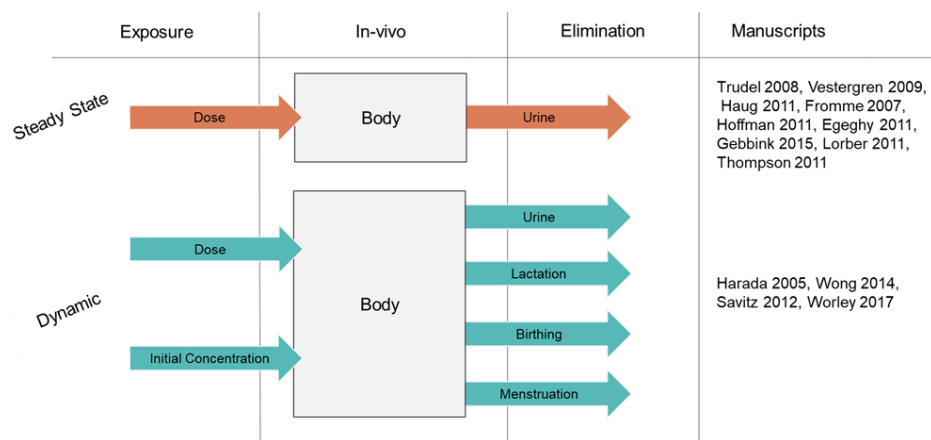 Exposure
In-vivo
Elimination
Manuscripts
Steady State
Dose
Body
Urine
Trudel 2008, Vestergren 2009,
Haug 2011, Fromme 2007,
Hoffman 2011, Egeghy 2011,
Gebbink 2015, Lorber 2011,
Thompson 2011
Dynamic
Dose
Initial Concentration
Body
Urine
Lactation
Birthing
Menstruation
Harada 2005, Wong 2014,
Savitz 2012, Worley 2017